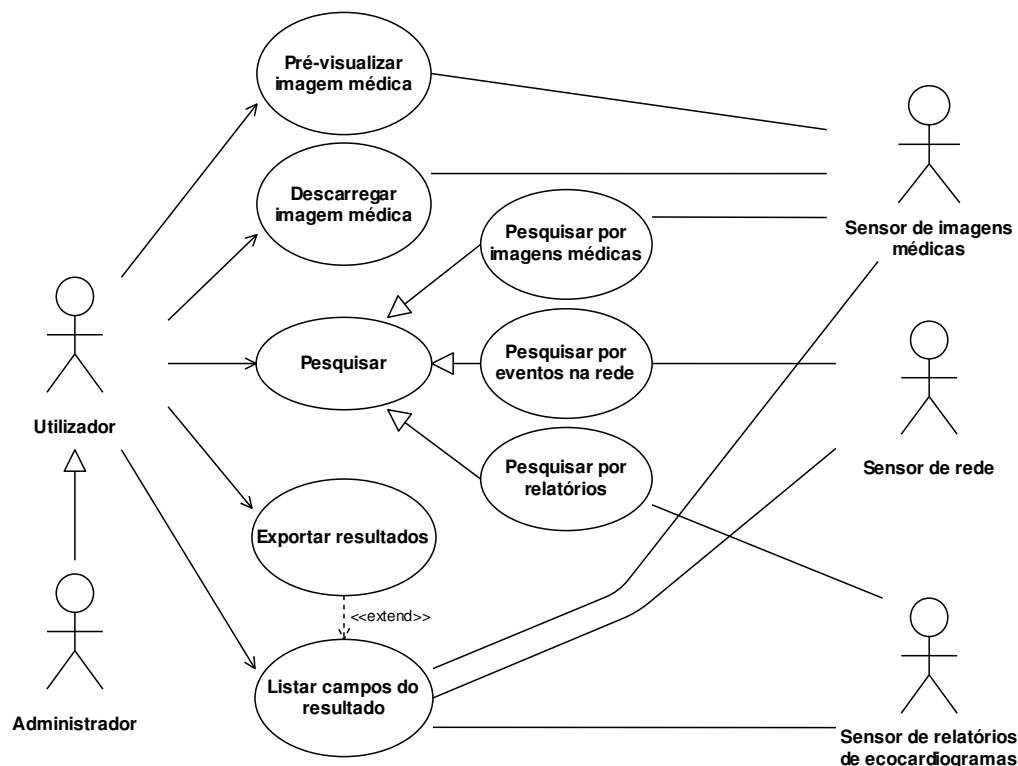 Pré-visualizar
imagem médica
Descarregar
imagem médica
Pesquisar por
imagens médicas
Sensor de imagens
médicas
Pesquisar
Pesquisar por
eventos na rede
Utilizador
Pesquisar por
relatórios
Sensor de rede
Exportar resultados
<<extend>>
Listar campos do
resultado
Administrador
Sensor de relatórios
de ecocardiogramas